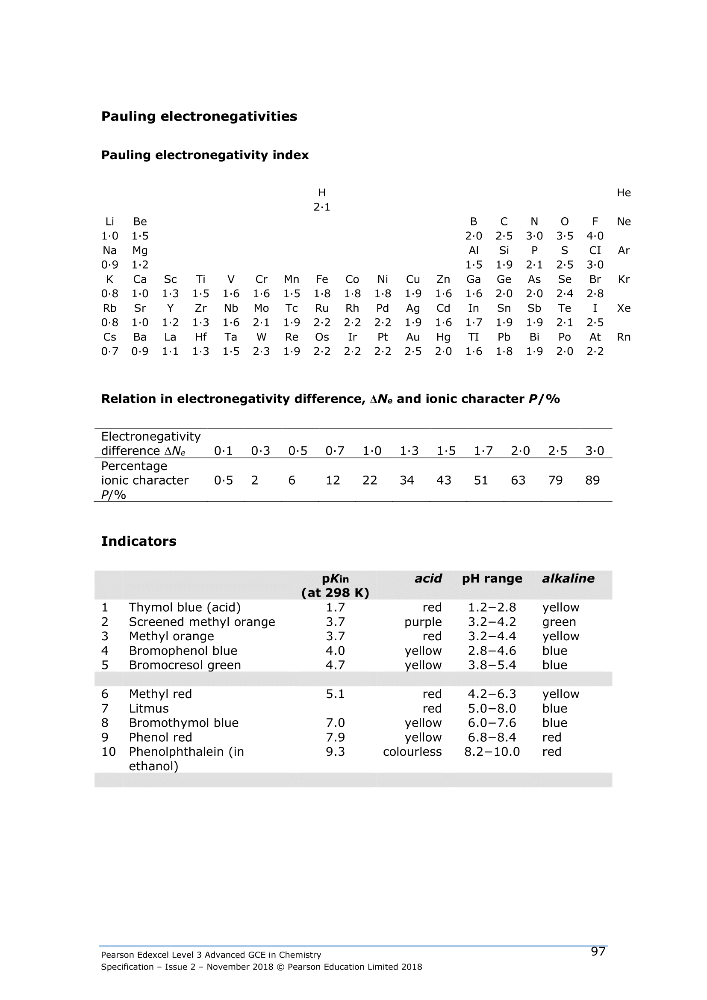 Pauling electronegativities
Pauling electronegativity index
H He
2·1
Li Be B C N O F Ne
1·0 1·5 2·0 2·5 3·0 3·5 4·0
Na Mg Al Si P S CI Ar
0·9 1·2 1·5 1·9 2·1 2·5 3·0
K Ca Sc Ti V Cr Mn Fe Co Ni Cu Zn Ga Ge As Se Br Kr
0·8 1·0 1·3 1·5 1·6 1·6 1·5 1·8 1·8 1·8 1·9 1·6 1·6 2·0 2·0 2·4 2·8
Rb Sr Y Zr Nb Mo Tc Ru Rh Pd Ag Cd In Sn Sb Te I Xe
0·8 1·0 1·2 1·3 1·6 2·1 1·9 2·2 2·2 2·2 1·9 1·6 1·7 1·9 1·9 2·1 2·5
Cs Ba La Hf Ta W Re Os Ir Pt Au Hg TI Pb Bi Po At Rn
0·7 0·9 1·1 1·3 1·5 2·3 1·9 2·2 2·2 2·2 2·5 2·0 1·6 1·8 1·9 2·0 2·2
Relation in electronegativity difference, ΔNe and ionic character P/%
Electronegativity
difference ΔNe 0·1 0·3 0·5 0·7 1·0 1·3 1·5 1·7 2·0 2·5 3·0
Percentage
ionic character 0·5 2 6 12 22 34 43 51 63 79 89
P/%
Indicators
pKin acid pH range alkaline
(at 298 K)
1 Thymol blue (acid) 1.7 red 1.2−2.8 yellow
2 Screened methyl orange 3.7 purple 3.2−4.2 green
3 Methyl orange 3.7 red 3.2−4.4 yellow
4 Bromophenol blue 4.0 yellow 2.8−4.6 blue
5 Bromocresol green 4.7 yellow 3.8−5.4 blue
6 Methyl red 5.1 red 4.2−6.3 yellow
7 Litmus red 5.0−8.0 blue
8 Bromothymol blue 7.0 yellow 6.0−7.6 blue
9 Phenol red 7.9 yellow 6.8−8.4 red
10 Phenolphthalein (in 9.3 colourless 8.2−10.0 red
ethanol)
Pearson Edexcel Level 3 Advanced GCE in Chemistry 97
Specification – Issue 2 – November 2018 © Pearson Education Limited 2018